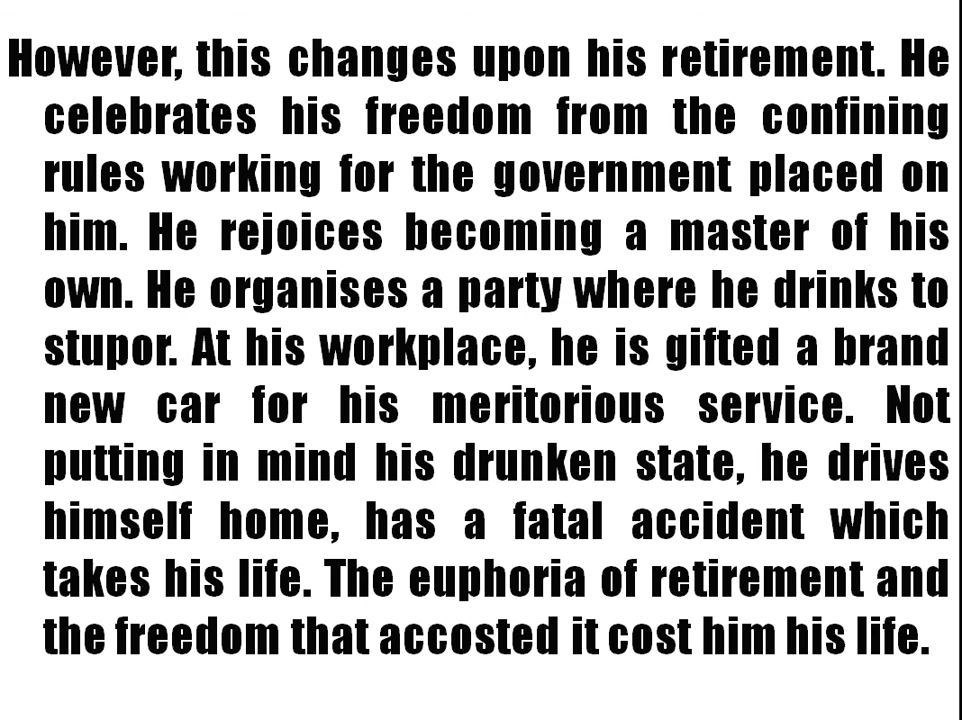 However, this changes upon his retirement. He
celebrates his freedom from the confining
rules working for the government placed on
him. He rejoices becoming a master of his
own. He organises a party where he drinks to
stupor. At his workplace, he is gifted a brand
new car for his meritorious service. Not
putting in mind his drunken state, he drives
himself home, has a fatal accident which
takes his life. The euphoria of retirement and
the freedom that accosted it cost him his life.